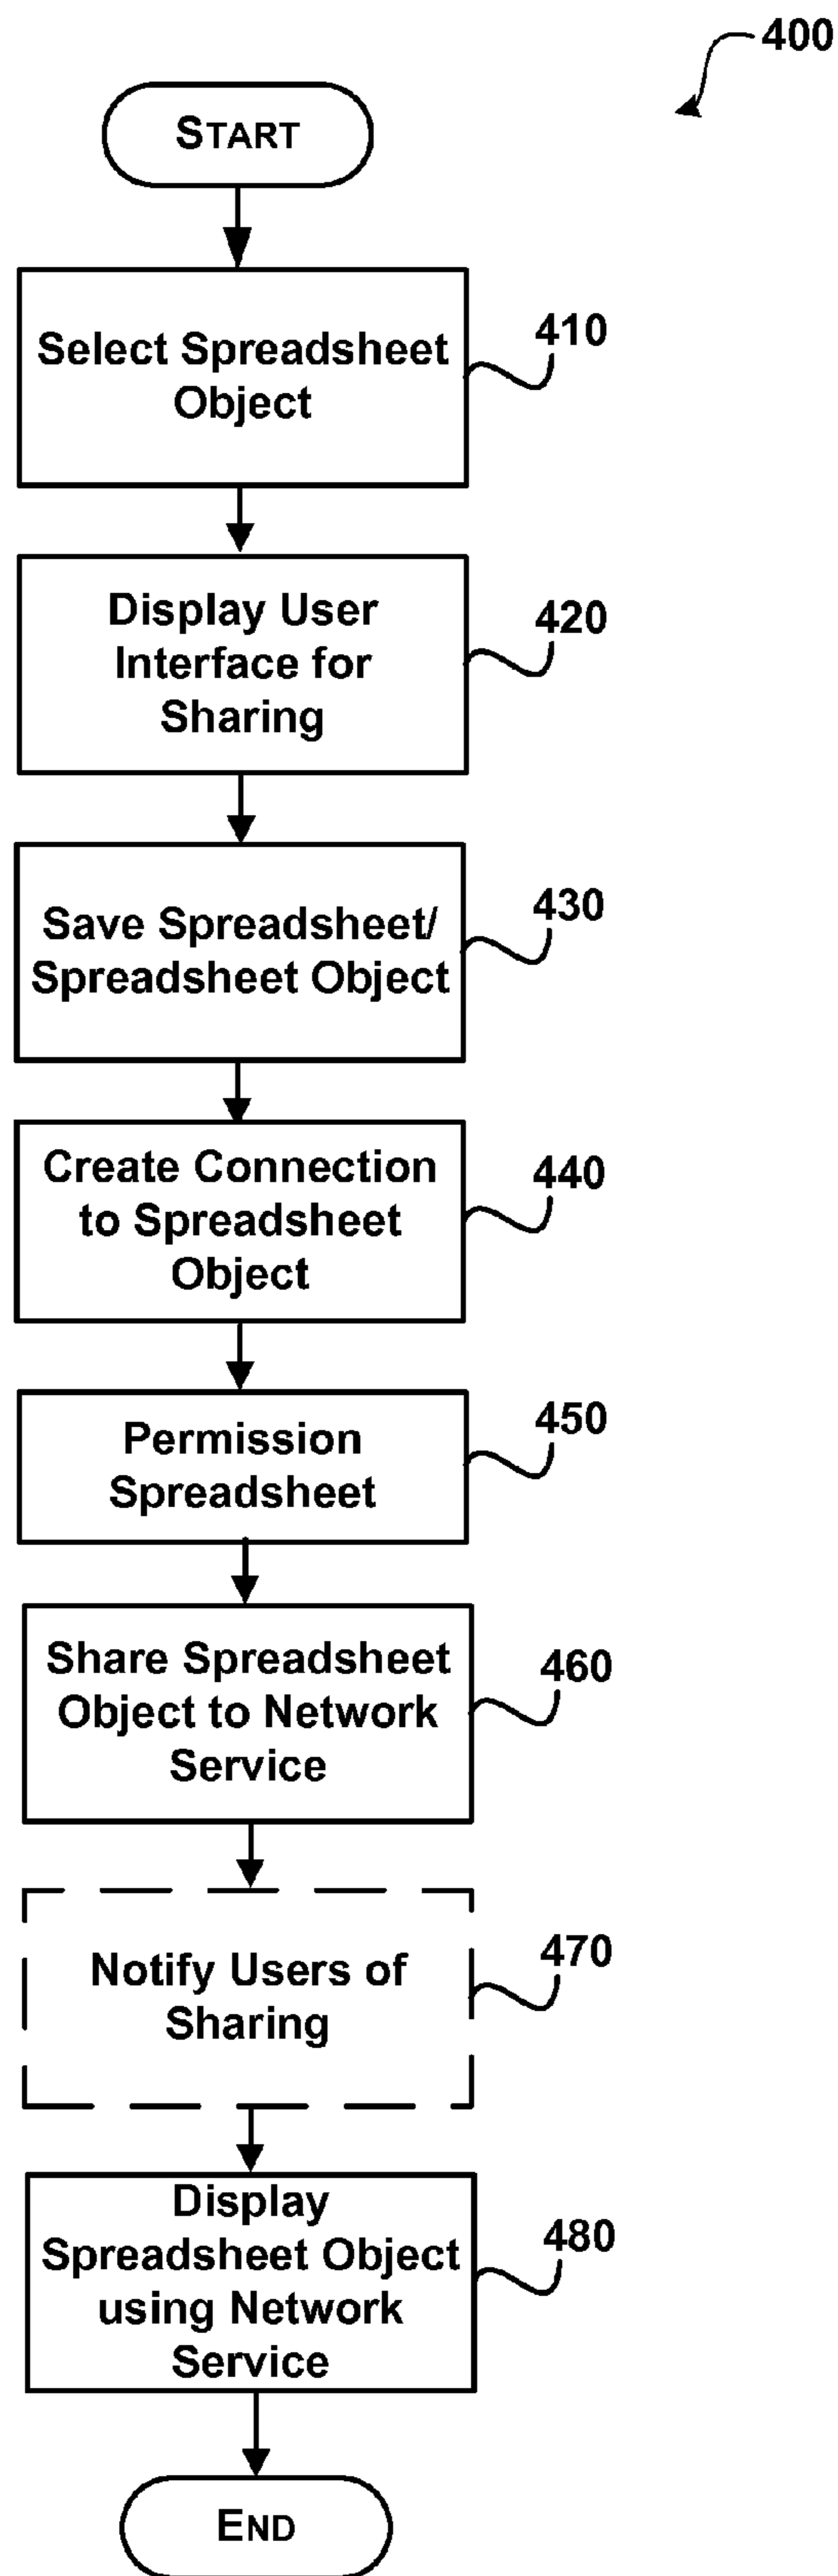 400
START
Select Spreadsheet
Object
410
Display User
Interface for
Sharing
420
Save Spreadsheet/
Spreadsheet Object
430
Create Connection
to Spreadsheet
Object
440
Permission
Spreadsheet
450
Share Spreadsheet
Object to Network
Service
460
Notify Users of
Sharing
470
Display
Spreadsheet Object
using Network
Service
480
END